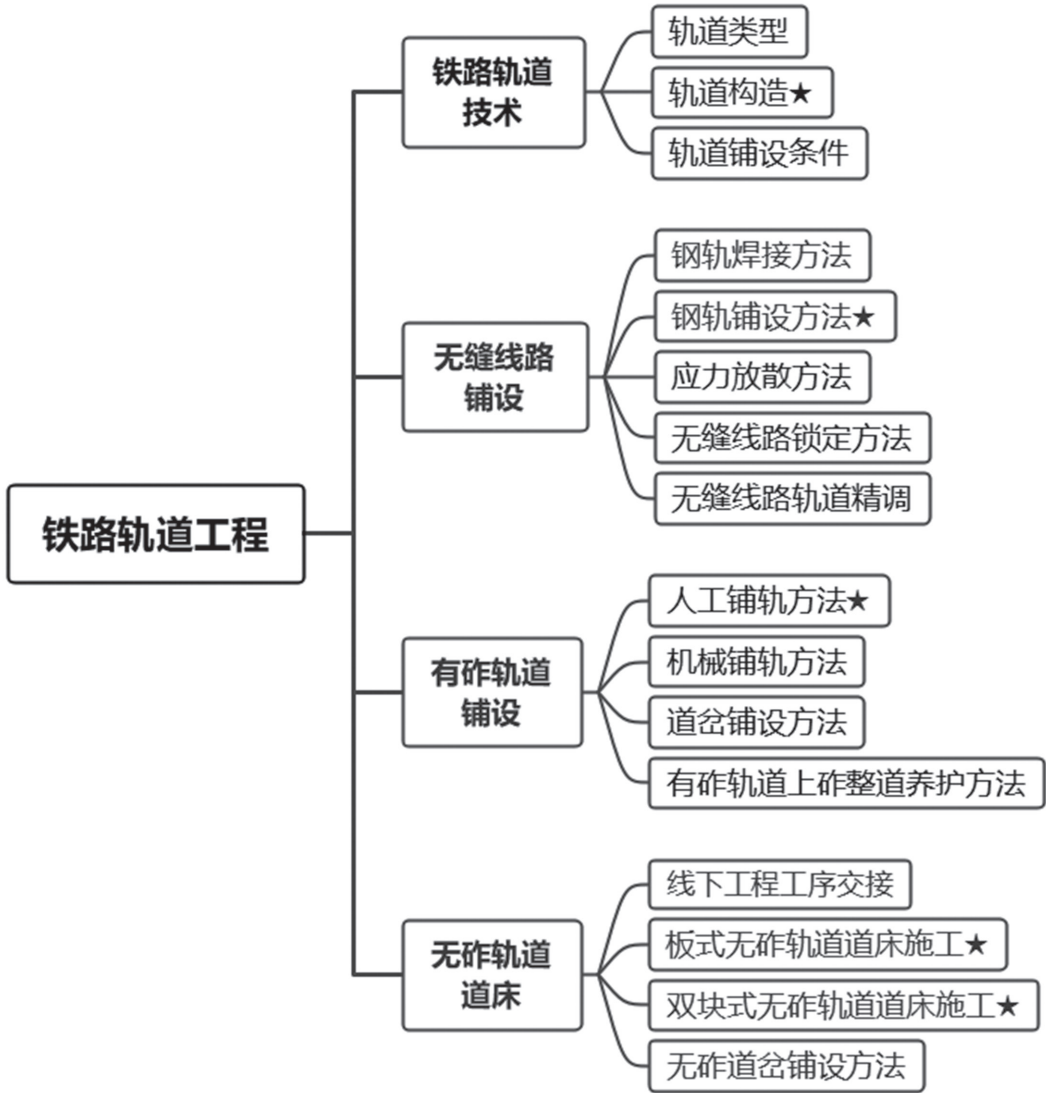 铁路轨道工程
铁路轨道
技术
轨道类型
轨道构造★
轨道铺设条件
无缝线路
铺设
钢轨焊接方法
钢轨铺设方法★
应力放散方法
无缝线路锁定方法
无缝线路轨道精调
有砟轨道
铺设
人工铺轨方法★
机械铺轨方法
道岔铺设方法
有砟轨道上砟整道养护方法
无砟轨道
道床
线下工程工序交接
板式无砟轨道道床施工★
双块式无砟轨道道床施工★
无砟道岔铺设方法